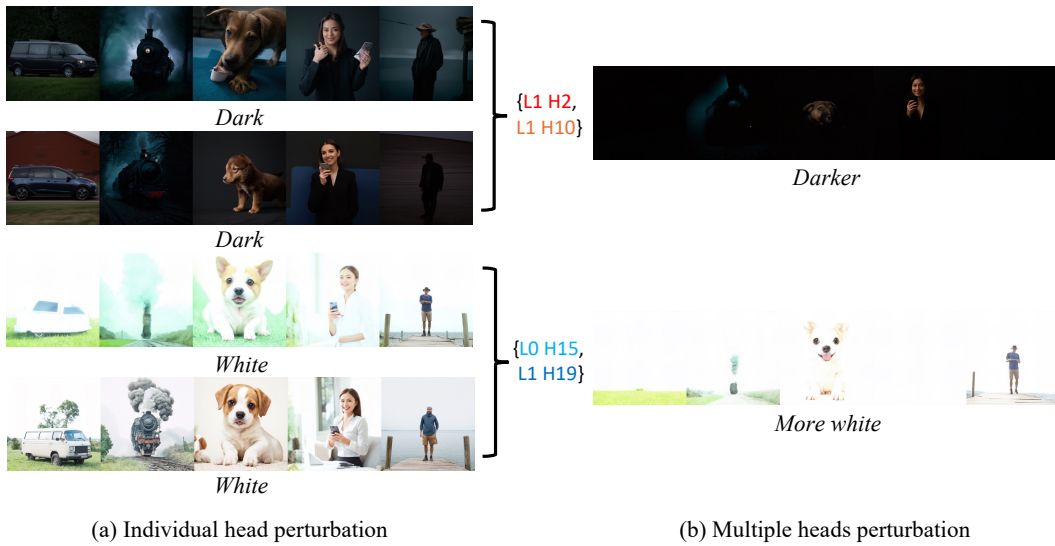 Dark
Dark
White
White
(a) Individual head perturbation
{L1 H2,
L1 H10}
{L0 H15,
L1 H19}
Darker
More white
(b) Multiple heads perturbation